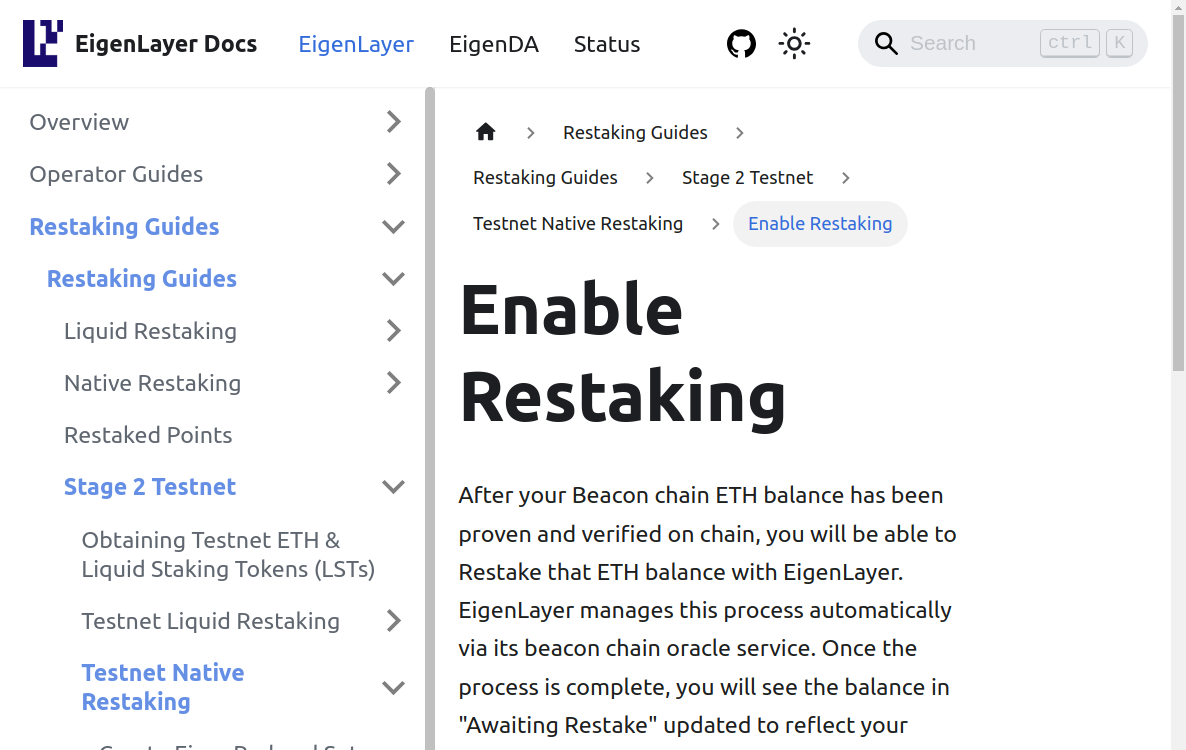 EigenLayer Docs EigenLayer EigenDA Status Search ctrl K
Overview
Operator Guides
Restaking Guides
Restaking Guides
Liquid Restaking
Native Restaking
Restaked Points
Stage 2 Testnet
Obtaining Testnet ETH &
Liquid Staking Tokens (LSTs)
Testnet Liquid Restaking
Testnet Native
Restaking
Restaking Guides
Restaking Guides Stage 2 Testnet
Testnet Native Restaking Enable Restaking
Enable
Restaking
After your Beacon chain ETH balance has been
proven and verified on chain, you will be able to
Restake that ETH balance with EigenLayer.
EigenLayer manages this process automatically
via its beacon chain oracle service. Once the
process is complete, you will see the balance in
"Awaiting Restake" updated to reflect your